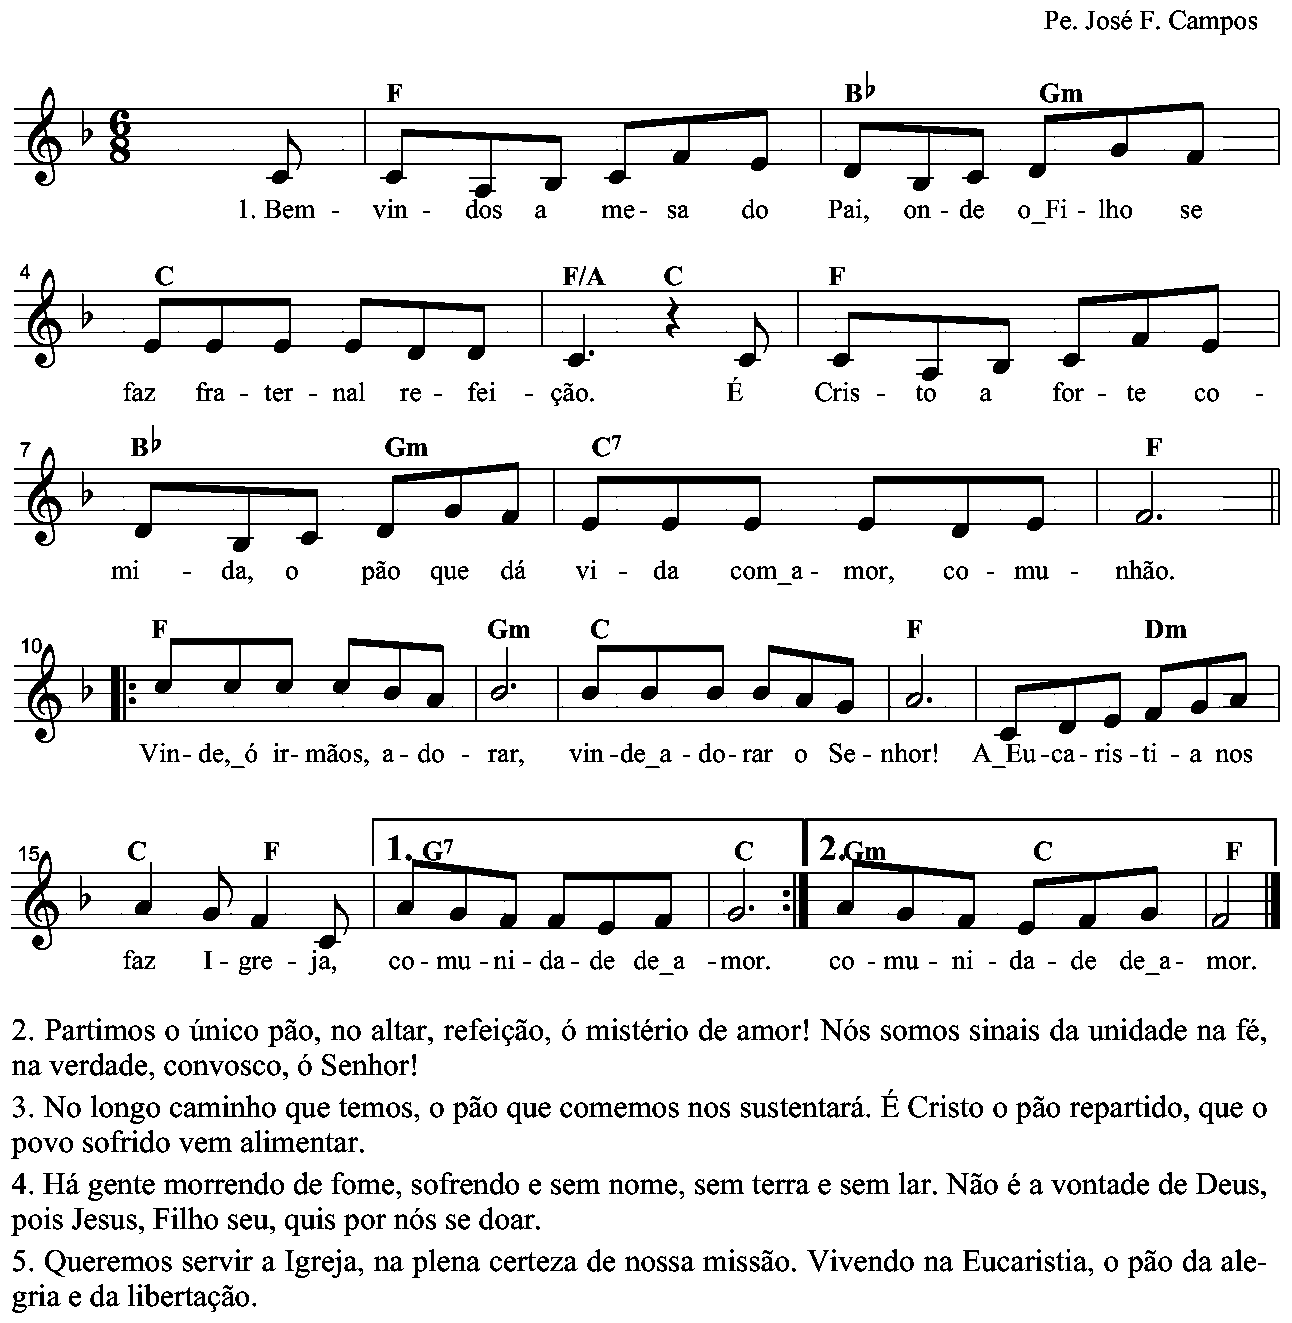 Pe. José F. Campos
F B♭ Gm
6
8
1. Bem - vin - dos a me - sa do Pai, on - de o_Fi - lho se
4 C F/A C F
faz fra - ter - nal re - fei - ção. É Cris - to a for - te co -
7 B♭ Gm C7 F
mi - da, o pão que dá vi - da com_a - mor, co - mu - nhão.
10 F Gm C F Dm
Vin - de,_ó ir - mãos, a - do - rar, vin - de_a - do - rar o Se - nhor! A_Eu - ca - ris - ti - a nos
15 C F 1. G7 C 2. Gm C F
faz I - gre - ja, co - mu - ni - da - de de_a - mor. co - mu - ni - da - de de_a - mor.
2. Partimos o único pão, no altar, refeição, ó mistério de amor! Nós somos sinais da unidade na fé,
na verdade, convosco, ó Senhor!
3. No longo caminho que temos, o pão que comemos nos sustentará. É Cristo o pão repartido, que o
povo sofrido vem alimentar.
4. Há gente morrendo de fome, sofrendo e sem nome, sem terra e sem lar. Não é a vontade de Deus,
pois Jesus, Filho seu, quis por nós se doar.
5. Queremos servir a Igreja, na plena certeza de nossa missão. Vivendo na Eucaristia, o pão da ale-
gria e da libertação.